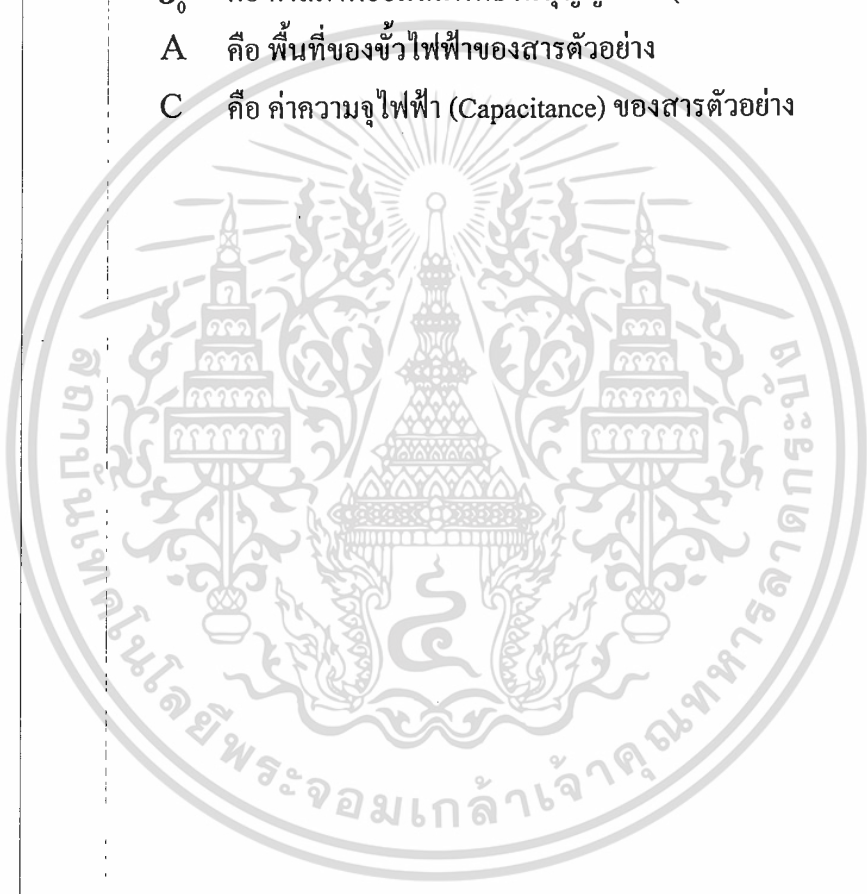 0 คือ
A คือ พื้นที่ของขั้วไฟฟ้าของสารตัวอย่าง
C คือ ค่าความจุไฟฟ้า (Capacitance) ของสารตัวอย่าง
สถาบันเทคโนโลยีพระจอมเกล้าเจ้าคุณทหารลาดกระบัง